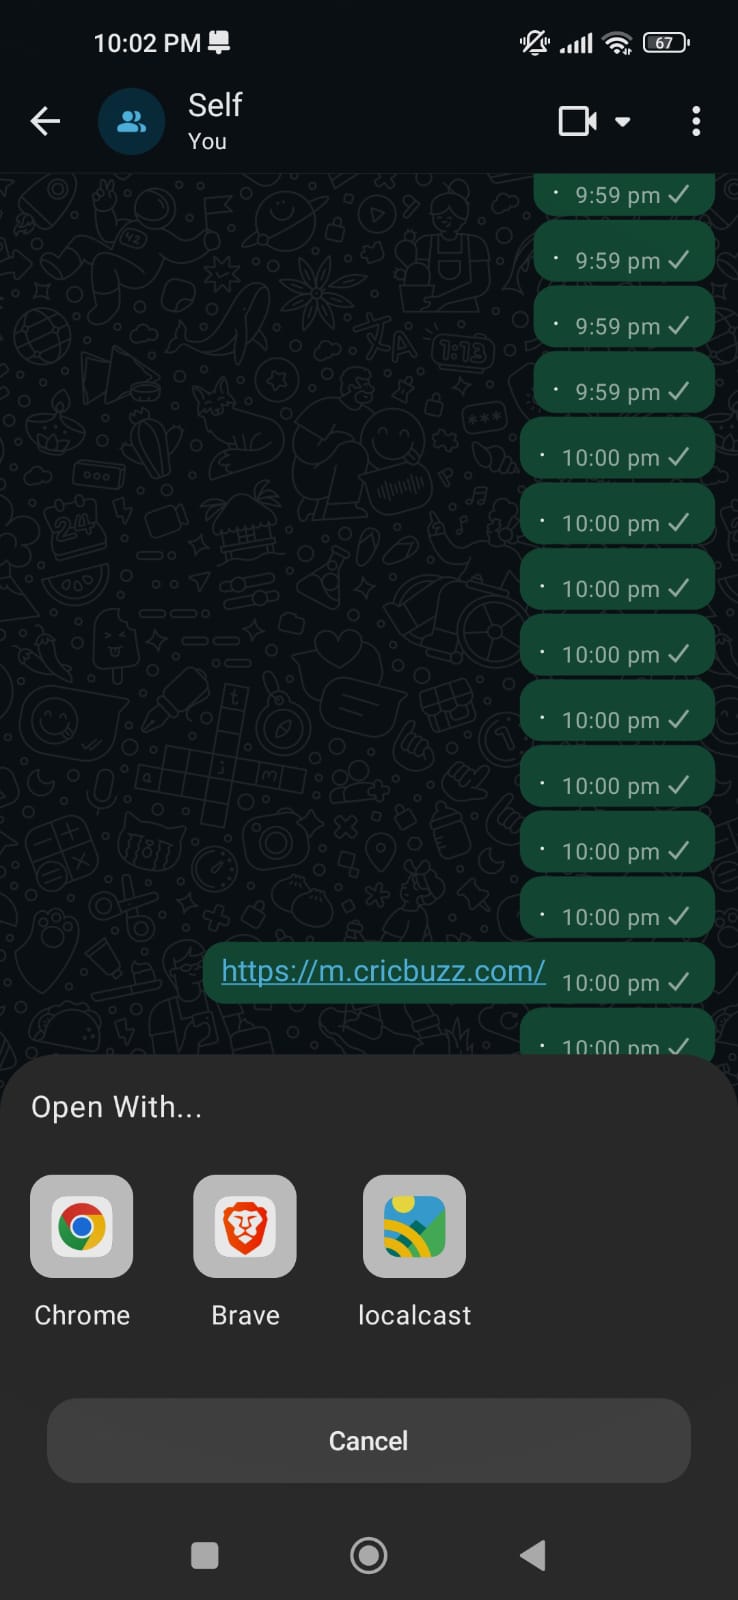 10:02 PM
67
Self
You
· 9:59 pm
· 9:59 pm
· 9:59 pm
· 9:59 pm
· 10:00 pm
· 10:00 pm
· 10:00 pm
· 10:00 pm
· 10:00 pm
· 10:00 pm
· 10:00 pm
· 10:00 pm
https://m.cricbuzz.com/ 10:00 pm
· 10:00 pm
Open With...
Chrome Brave localcast
Cancel